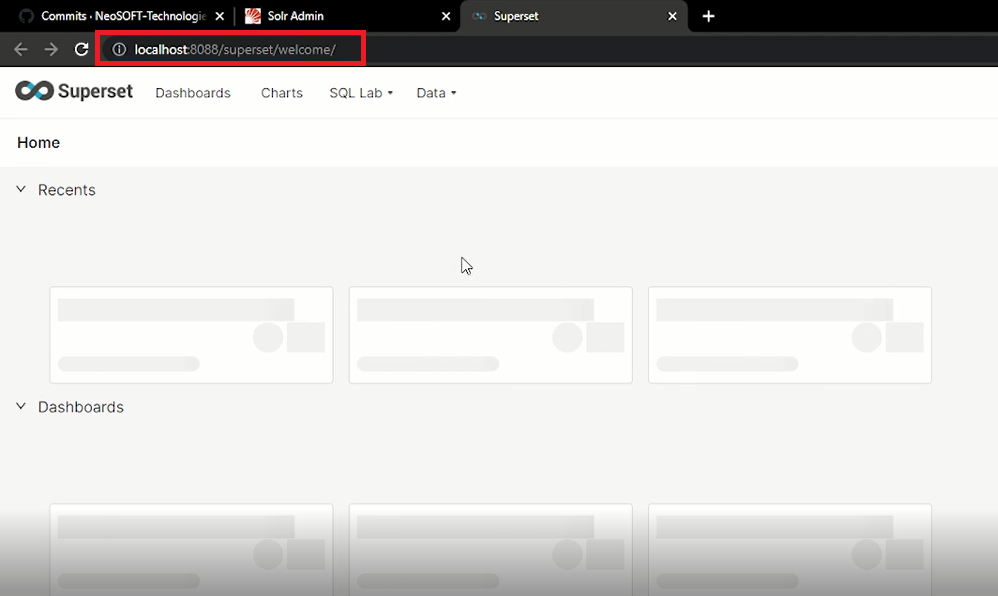 Commits · NeoSOFT-Technologie
Solr Admin
Superset
localhost:8088/superset/welcome/
Superset
Dashboards
Charts
SQL Lab
Data
Home
Recents
Dashboards